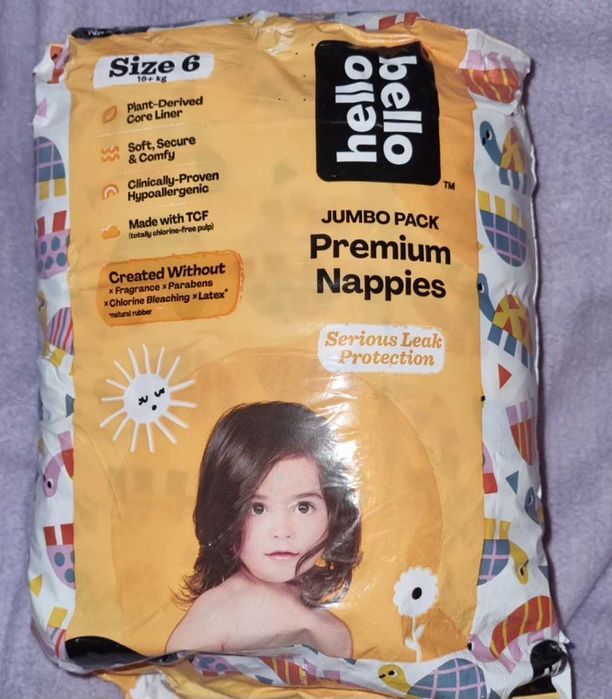 Size 6
16+ kg
Plant-Derived
Core Liner
Soft, Secure
& Comfy
Clinically-Proven
Hypoallergenic
Made with TCF
(totally chlorine-free pulp)
Created Without
× Fragrance × Parabens
× Chlorine Bleaching × Latex*
*natural rubber
hello
bello
TM
JUMBO PACK
Premium
Nappies
Serious Leak
Protection